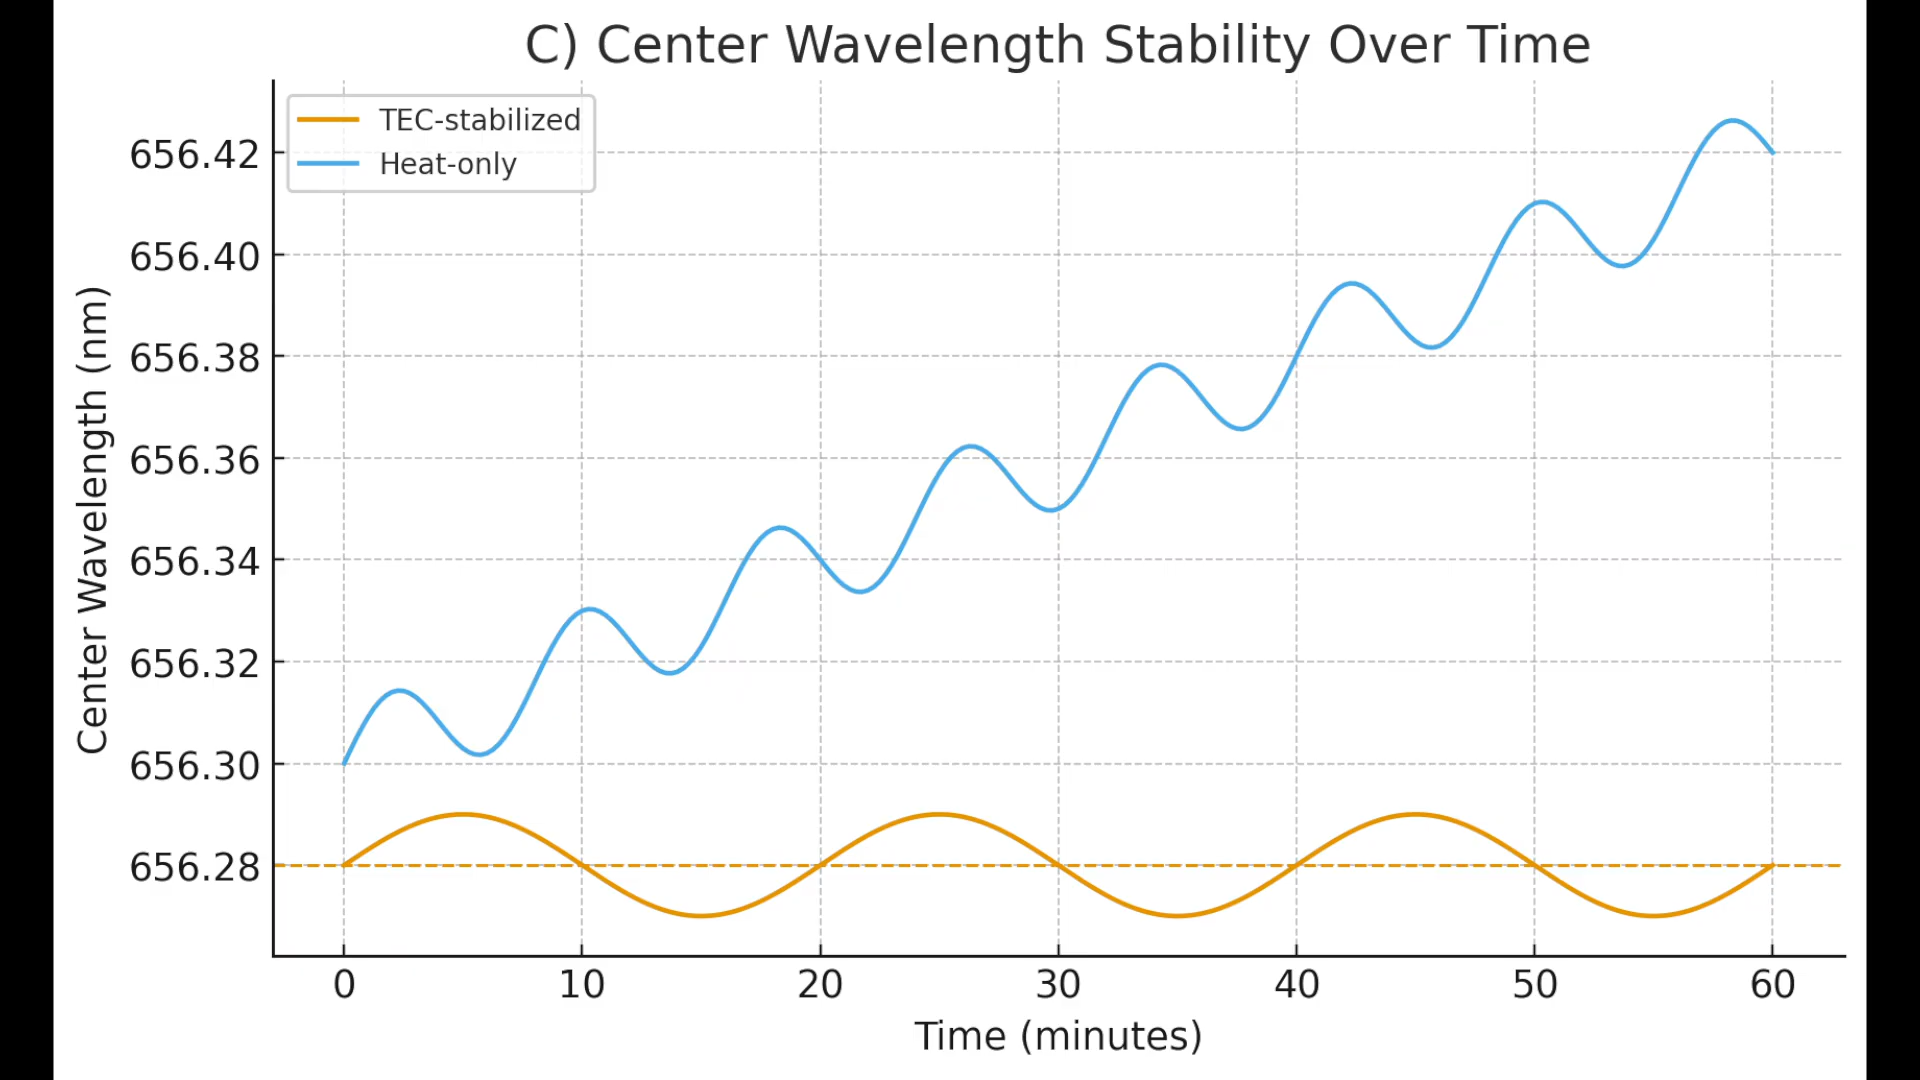 C) Center Wavelength Stability Over Time
TEC-stabilized
Heat-only
Center Wavelength (nm)
656.42
656.40
656.38
656.36
656.34
656.32
656.30
656.28
0 10 20 30 40 50 60
Time (minutes)